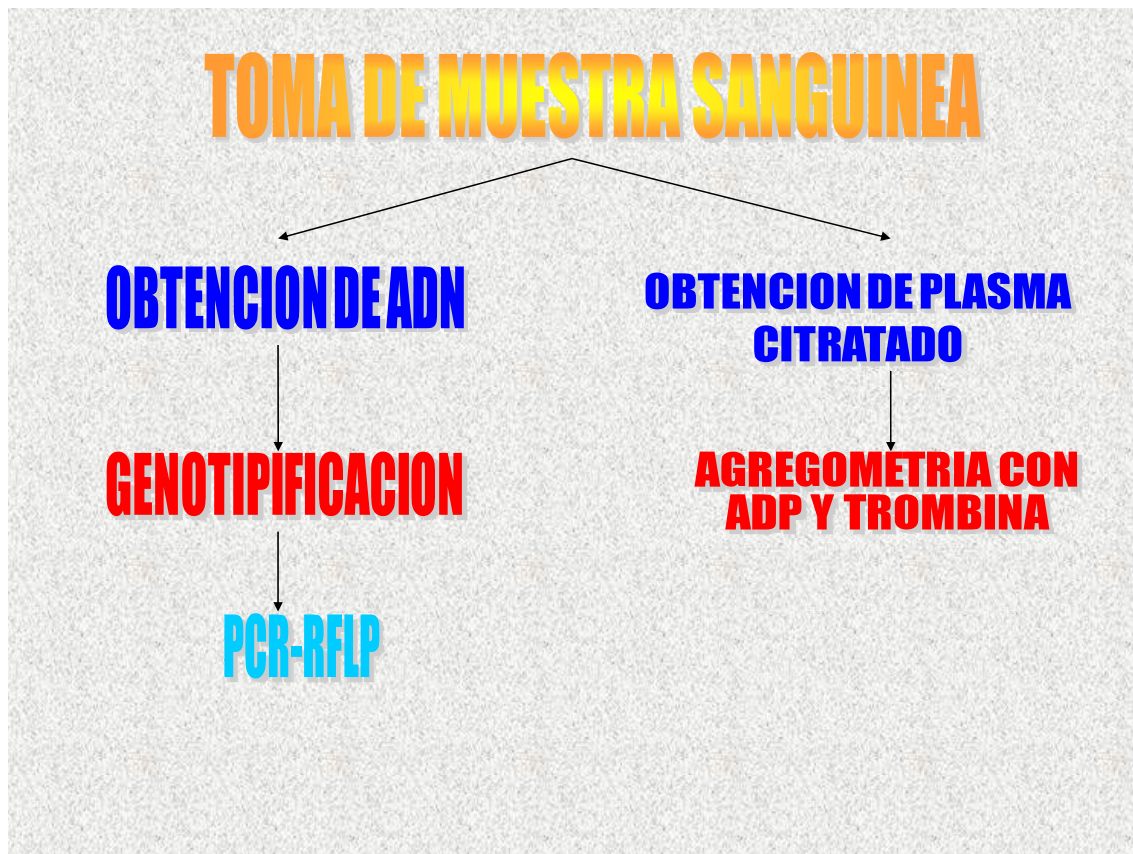 TOMA DE MUESTRA SANGUINEA
OBTENCION DE ADN
GENOTIPIFICACION
PCR-RFLP
OBTENCION DE PLASMA
CITRATADO
AGREGOMETRIA CON
ADP Y TROMBINA